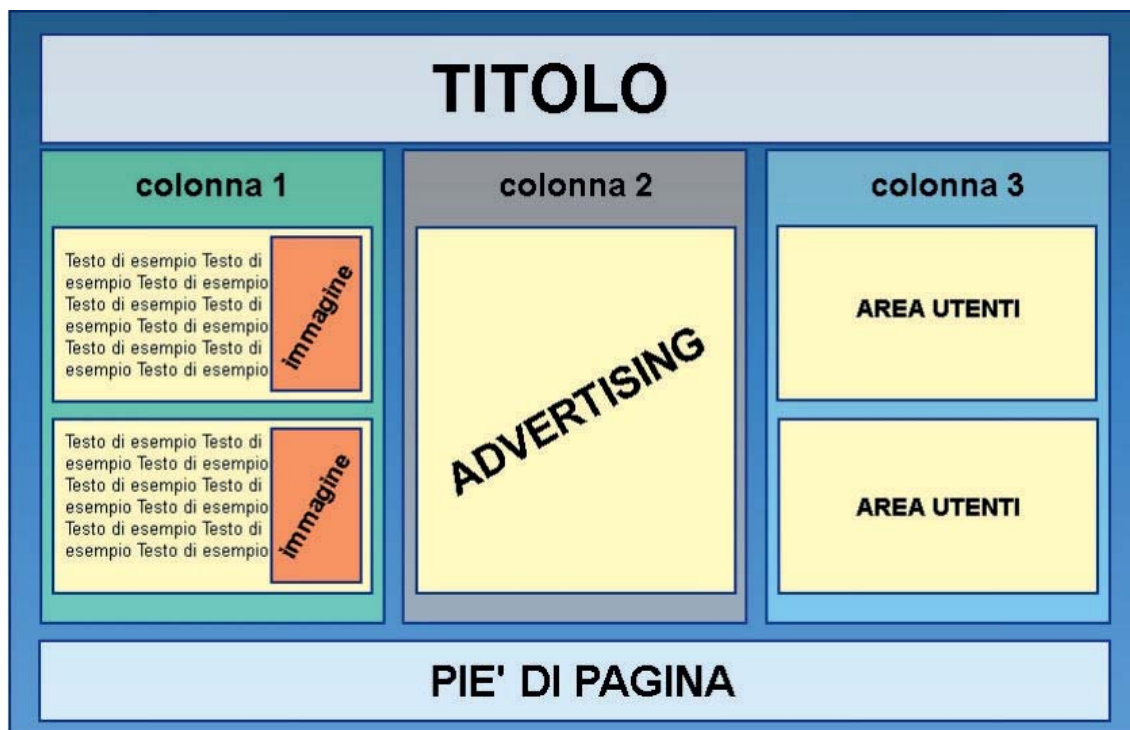 TITOLO
colonna 1
Testo di esempio Testo di
esempio Testo di esempio
Testo di esempio Testo di
esempio Testo di esempio
Testo di esempio Testo di
esempio Testo di esempio
immagine
Testo di esempio Testo di
esempio Testo di esempio
Testo di esempio Testo di
esempio Testo di esempio
Testo di esempio Testo di
esempio Testo di esempio
immagine
colonna 2
ADVERTISING
colonna 3
AREA UTENTI
AREA UTENTI
PIE' DI PAGINA